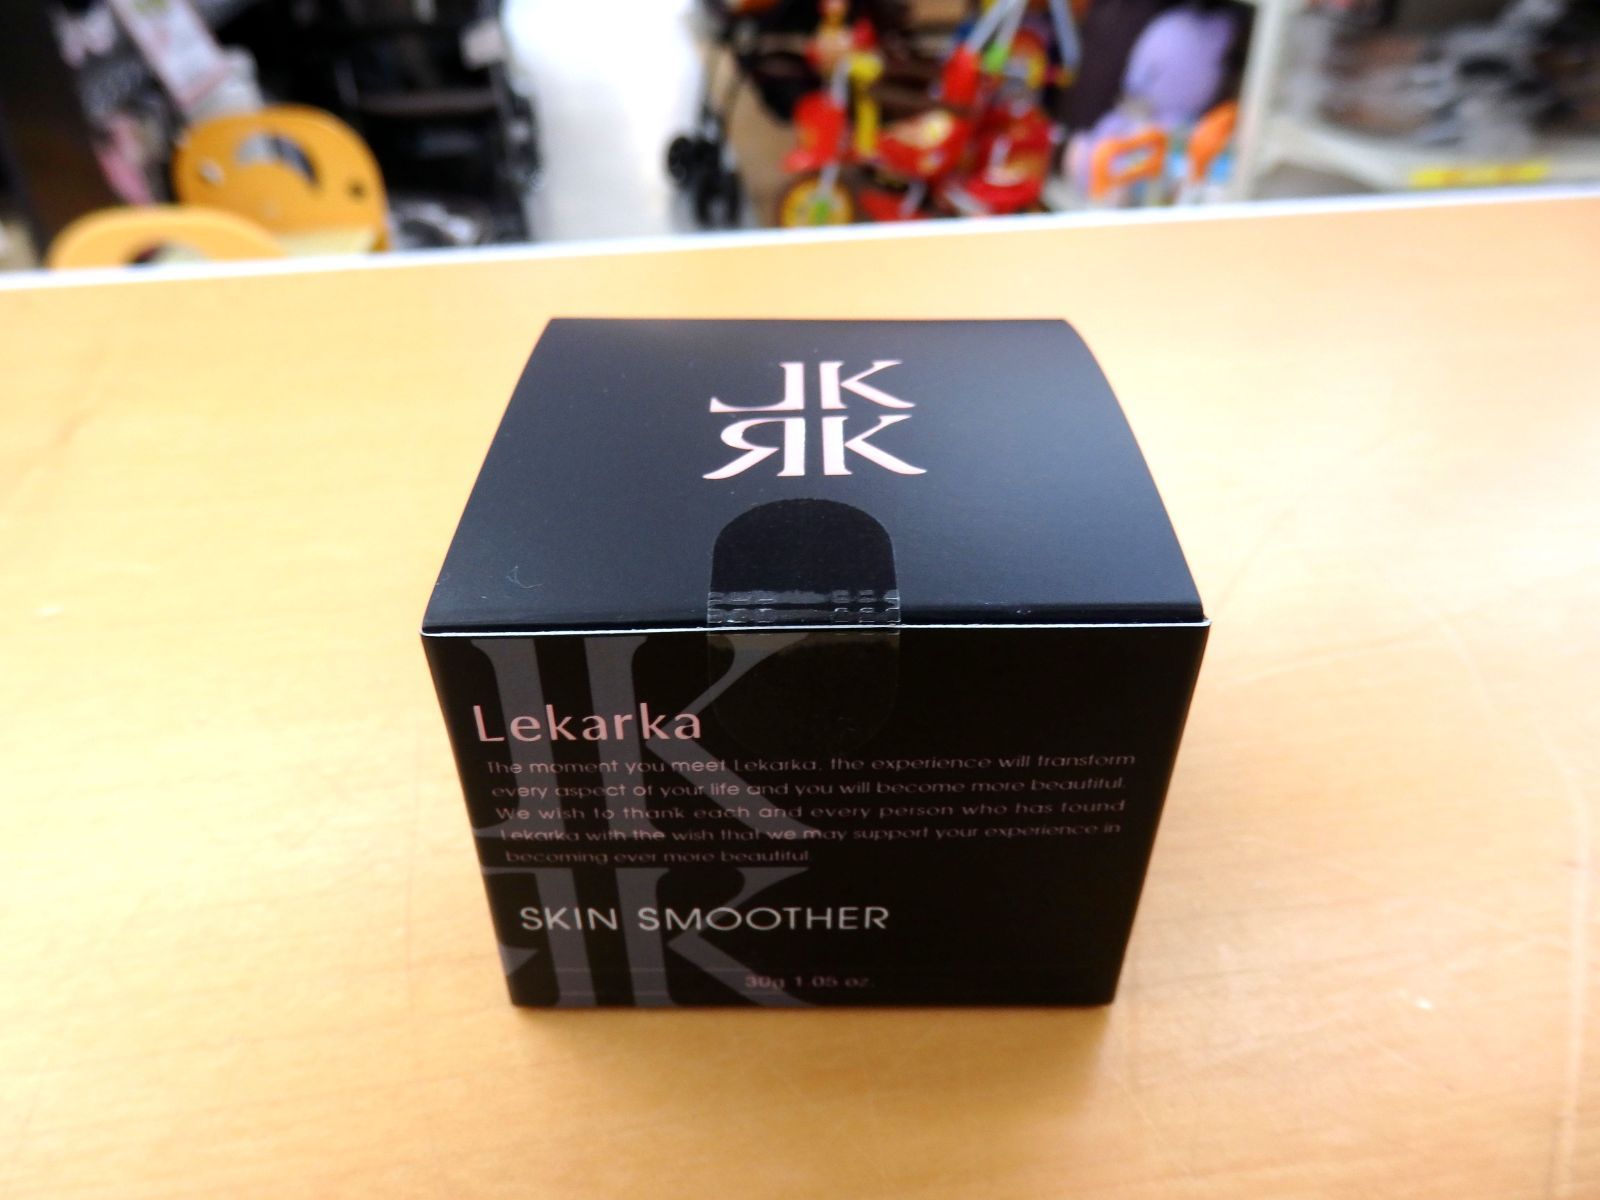 LK
RK
Lekarka
The moment you meet Lekarka, the experience will transform
every aspect of your life and you will become more beautiful.
We wish to thank each and every person who has found
Lekarka with the wish that we may support your experience in
becoming ever more beautiful.
SKIN SMOOTHER
30g 1.05 oz.